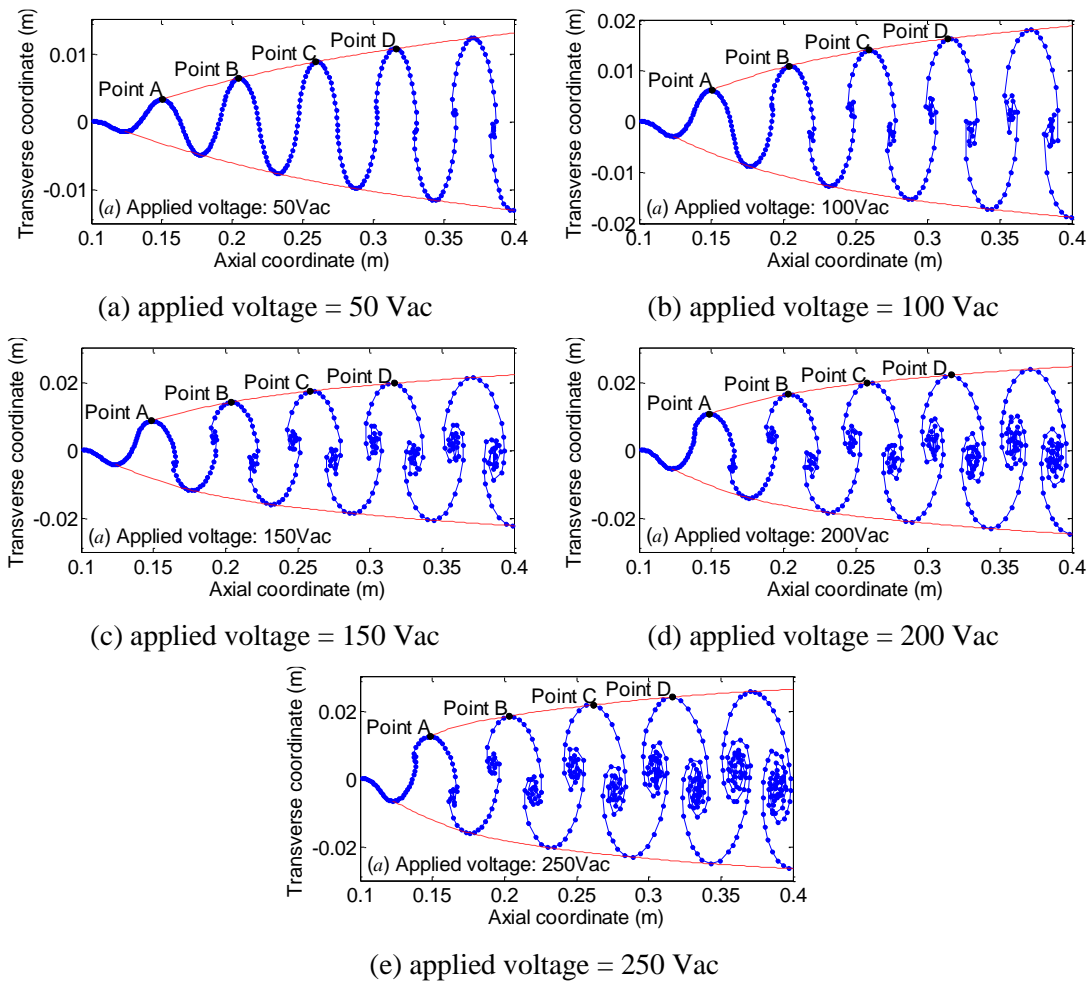 Transverse coordinate (m)
0.01
0
-0.01
Point A
Point B
Point C
Point D
(a) Applied voltage: 50Vac
0.1 0.15 0.2 0.25 0.3 0.35 0.4
Axial coordinate (m)
(a) applied voltage = 50 Vac
Transverse coordinate (m)
0.02
0.01
0
-0.01
-0.02
Point A
Point B
Point C
Point D
(a) Applied voltage: 100Vac
0.1 0.15 0.2 0.25 0.3 0.35 0.4
Axial coordinate (m)
(b) applied voltage = 100 Vac
Transverse coordinate (m)
0.02
0
-0.02
Point A
Point B
Point C
Point D
(a) Applied voltage: 150Vac
0.1 0.15 0.2 0.25 0.3 0.35 0.4
Axial coordinate (m)
(c) applied voltage = 150 Vac
Transverse coordinate (m)
0.02
0
-0.02
Point A
Point B
Point C
Point D
(a) Applied voltage: 200Vac
0.1 0.15 0.2 0.25 0.3 0.35 0.4
Axial coordinate (m)
(d) applied voltage = 200 Vac
Transverse coordinate (m)
0.02
0
-0.02
Point A
Point B
Point C
Point D
(a) Applied voltage: 250Vac
0.1 0.15 0.2 0.25 0.3 0.35 0.4
Axial coordinate (m)
(e) applied voltage = 250 Vac